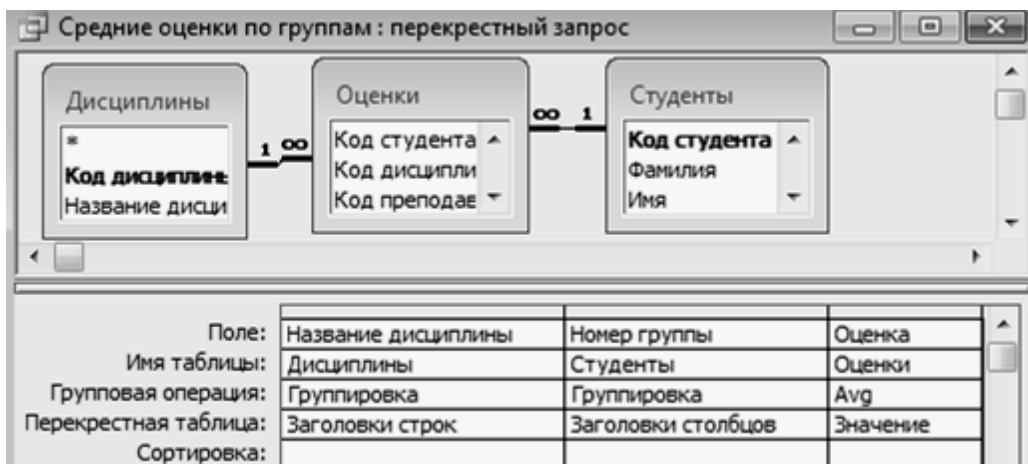 Средние оценки по группам : перекрестный запрос
Дисциплины
*
Код дисциплинь
Название дисци
1 ∞
Оценки
Код студента
Код дисципли
Код преподав
∞ 1
Студенты
Код студента
Фамилия
Имя
Поле: Название дисциплины Номер группы Оценка
Имя таблицы: Дисциплины Студенты Оценки
Групповая операция: Группировка Группировка Avg
Перекрестная таблица: Заголовки строк Заголовки столбцов Значение
Сортировка: